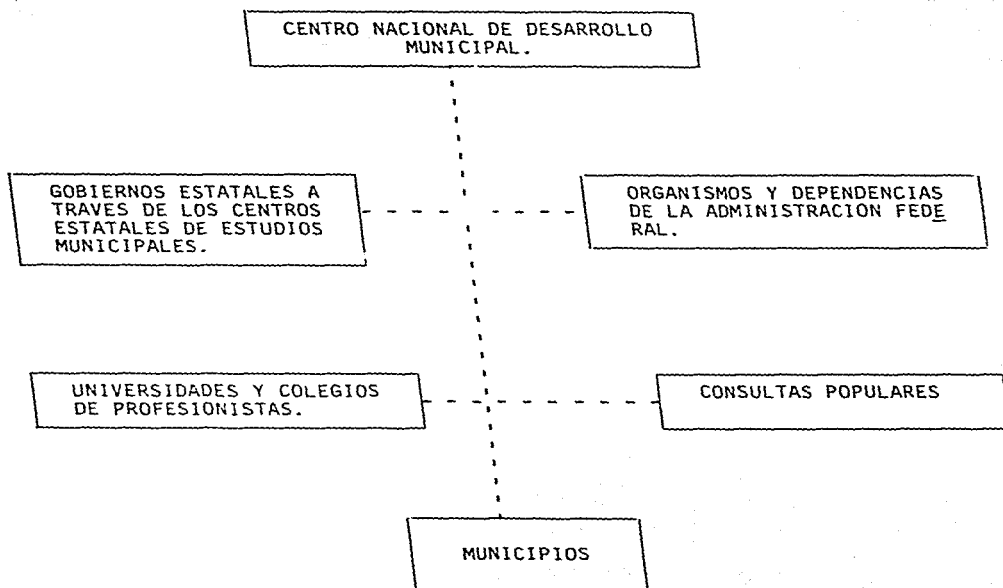 CENTRO NACIONAL DE DESARROLLO
MUNICIPAL.
GOBIERNOS ESTATALES A
TRAVES DE LOS CENTROS
ESTATALES DE ESTUDIOS
MUNICIPALES.
ORGANISMOS Y DEPENDENCIAS
DE LA ADMINISTRACION FEDE
RAL.
UNIVERSIDADES Y COLEGIOS
DE PROFESIONISTAS.
CONSULTAS POPULARES
MUNICIPIOS